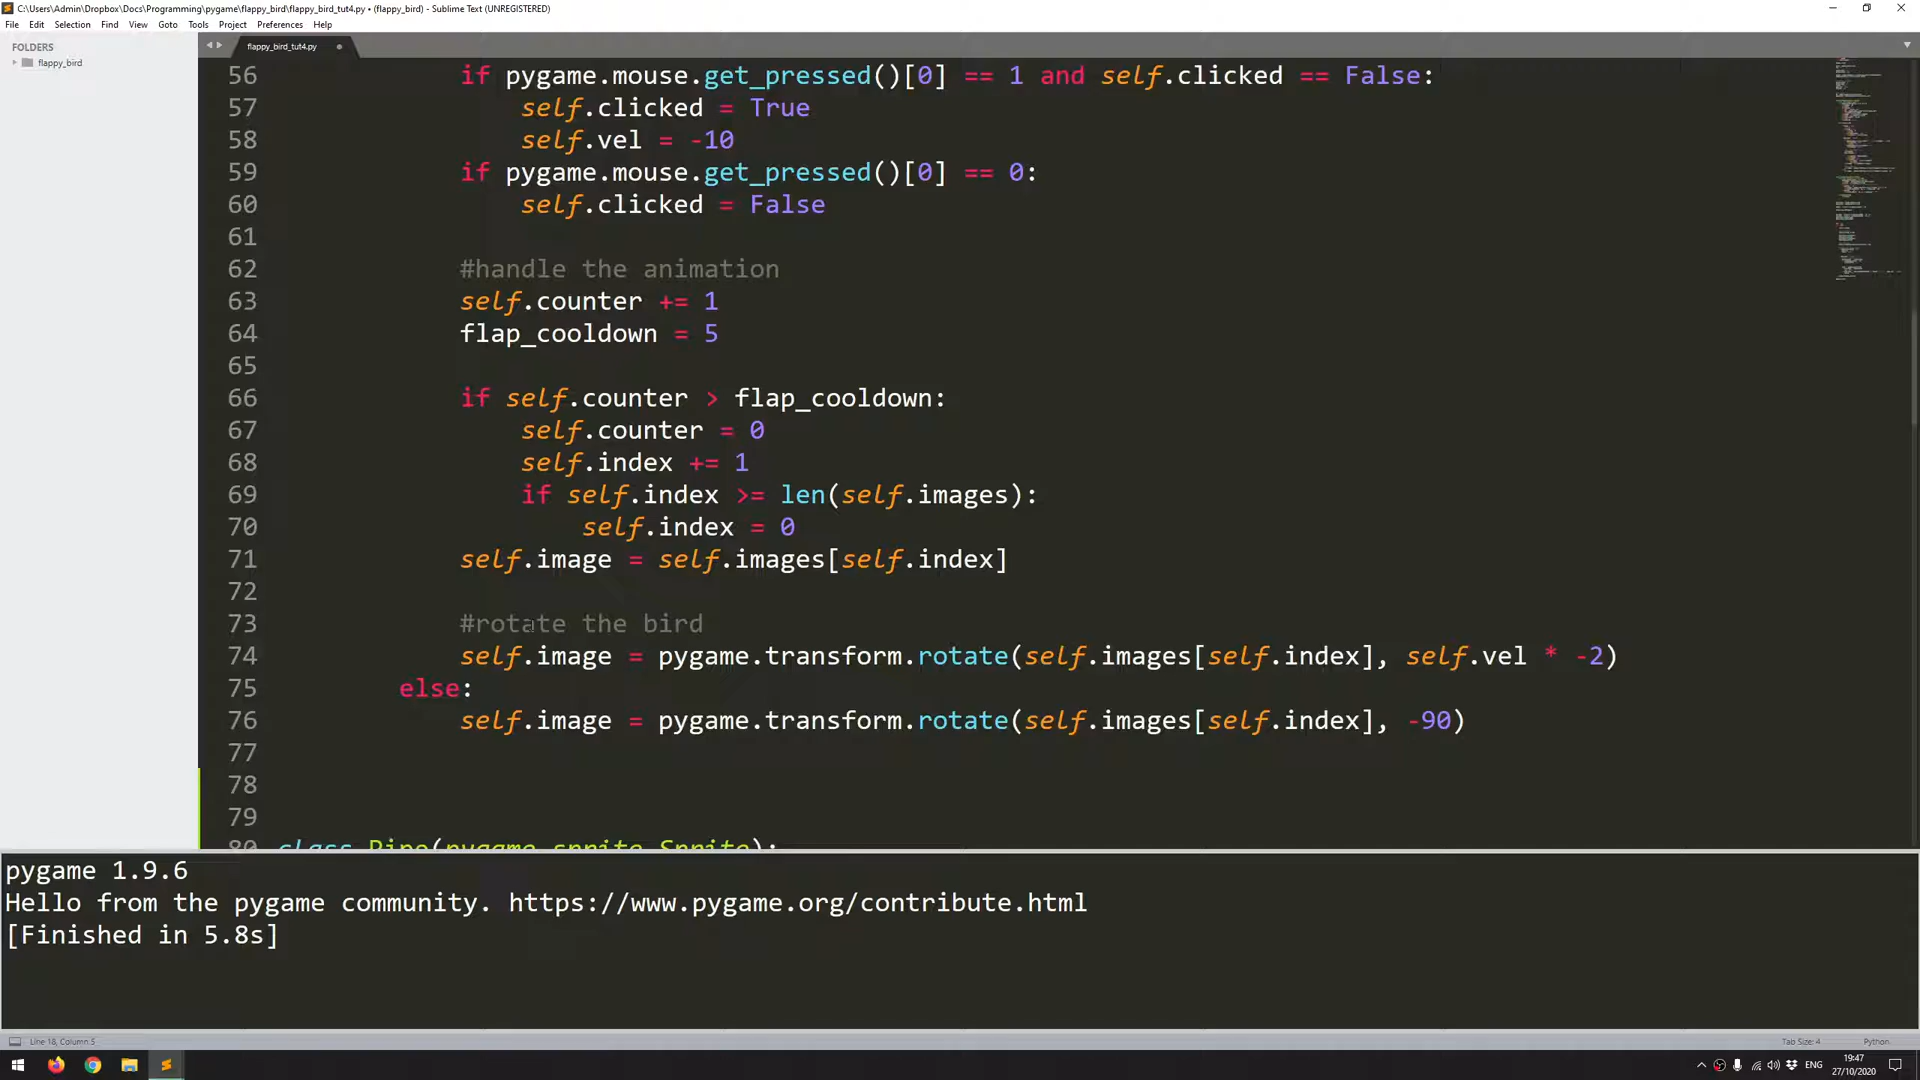 C:\Users\Admin\Dropbox\Docs\Programming\pygame\flappy_bird\flappy_bird_tut4.py • (flappy_bird) - Sublime Text (UNREGISTERED)
File Edit Selection Find View Goto Tools Project Preferences Help
FOLDERS
flappy_bird
flappy_bird_tut4.py
56 if pygame.mouse.get_pressed()[0] == 1 and self.clicked == False:
57 self.clicked = True
58 self.vel = -10
59 if pygame.mouse.get_pressed()[0] == 0:
60 self.clicked = False
61
62 #handle the animation
63 self.counter += 1
64 flap_cooldown = 5
65
66 if self.counter > flap_cooldown:
67 self.counter = 0
68 self.index += 1
69 if self.index >= len(self.images):
70 self.index = 0
71 self.image = self.images[self.index]
72
73 #rotate the bird
74 self.image = pygame.transform.rotate(self.images[self.index], self.vel * -2)
75 else:
76 self.image = pygame.transform.rotate(self.images[self.index], -90)
77
78
79
80 class Pipe(pygame.sprite.Sprite):
pygame 1.9.6
Hello from the pygame community. https://www.pygame.org/contribute.html
[Finished in 5.8s]
Line 18, Column 5
Tab Size: 4
Python
ENG
19:47
27/10/2020